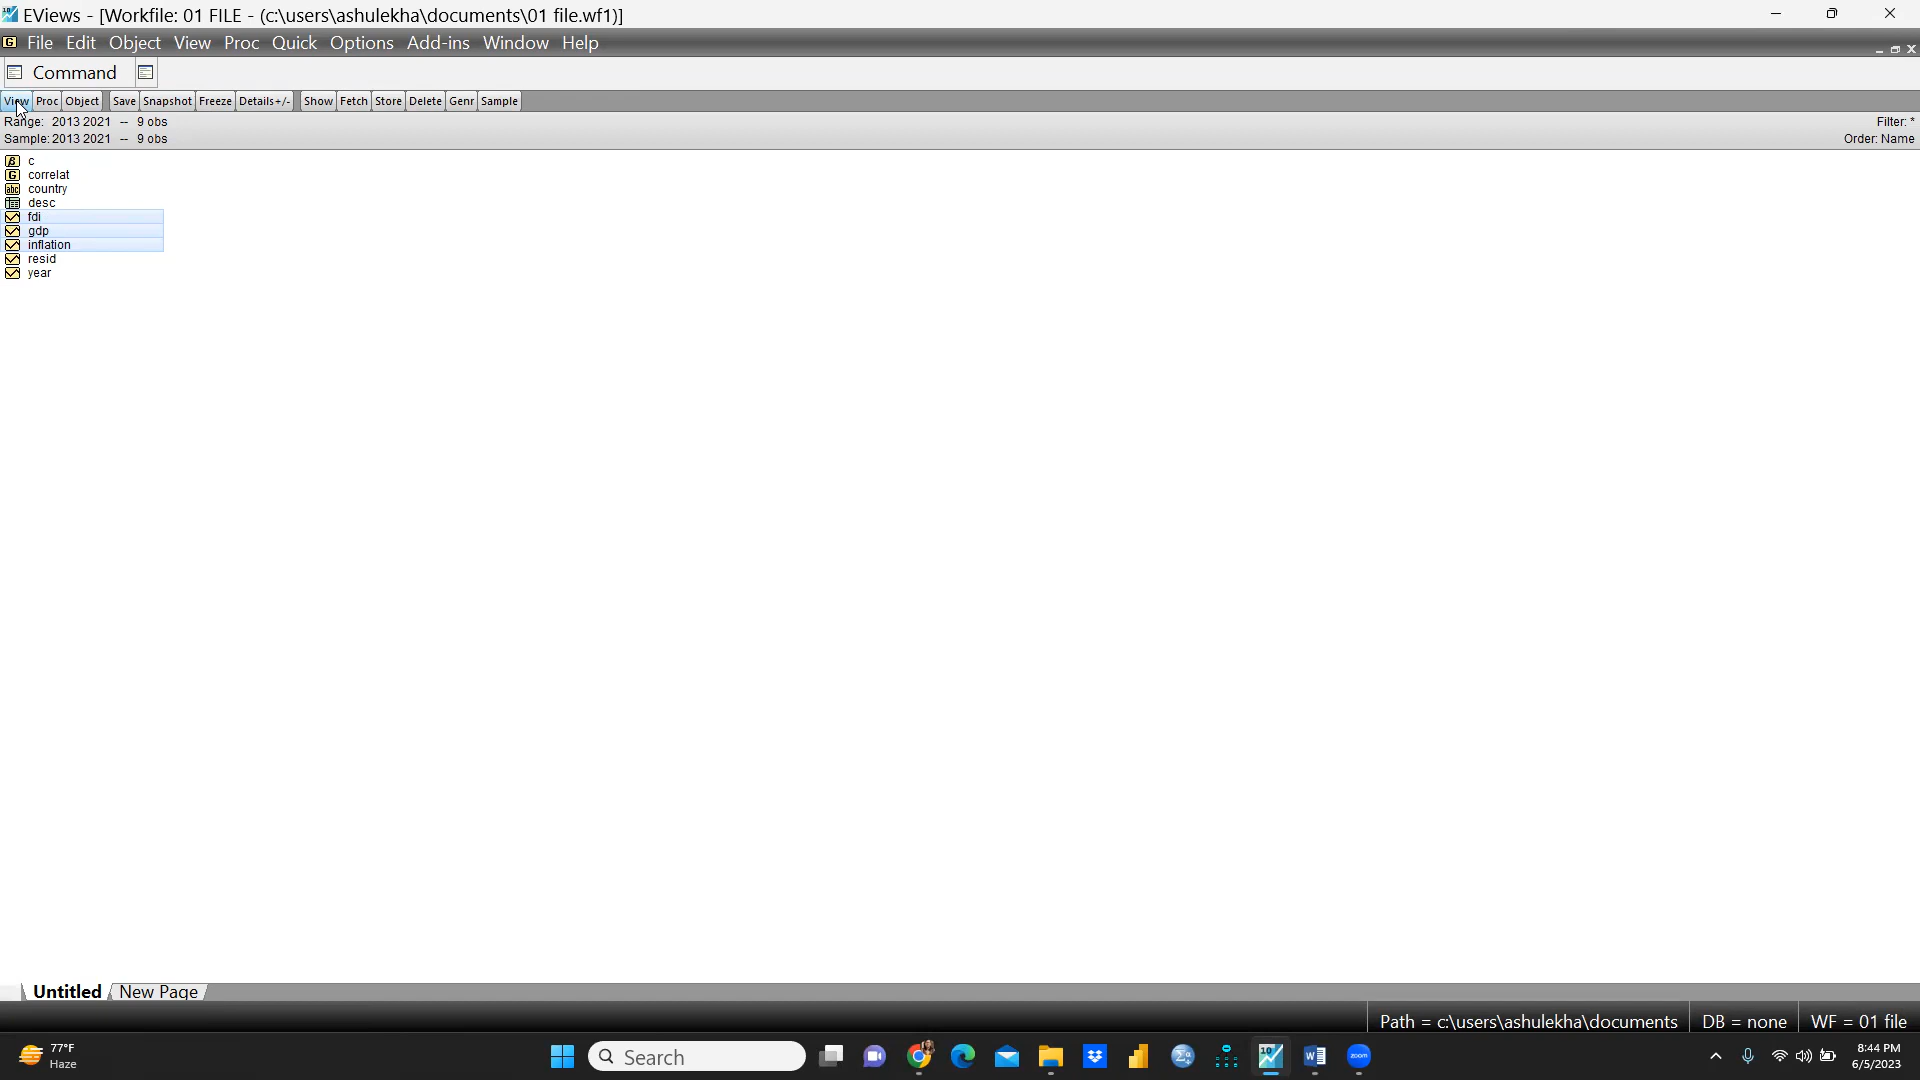 EViews - [Workfile: 01 FILE - (c:\users\ashulekha\documents\01 file.wf1)]
File Edit Object View Proc Quick Options Add-ins Window Help
Command
View Proc Object Save Snapshot Freeze Details+/- Show Fetch Store Delete Genr Sample
Range: 2013 2021 -- 9 obs Filter: *
Sample: 2013 2021 -- 9 obs Order: Name
c
correlat
country
desc
fdi
gdp
inflation
resid
year
Untitled New Page
Path = c:\users\ashulekha\documents DB = none WF = 01 file
77°F
Haze
Search
zoom
8:44 PM
6/5/2023